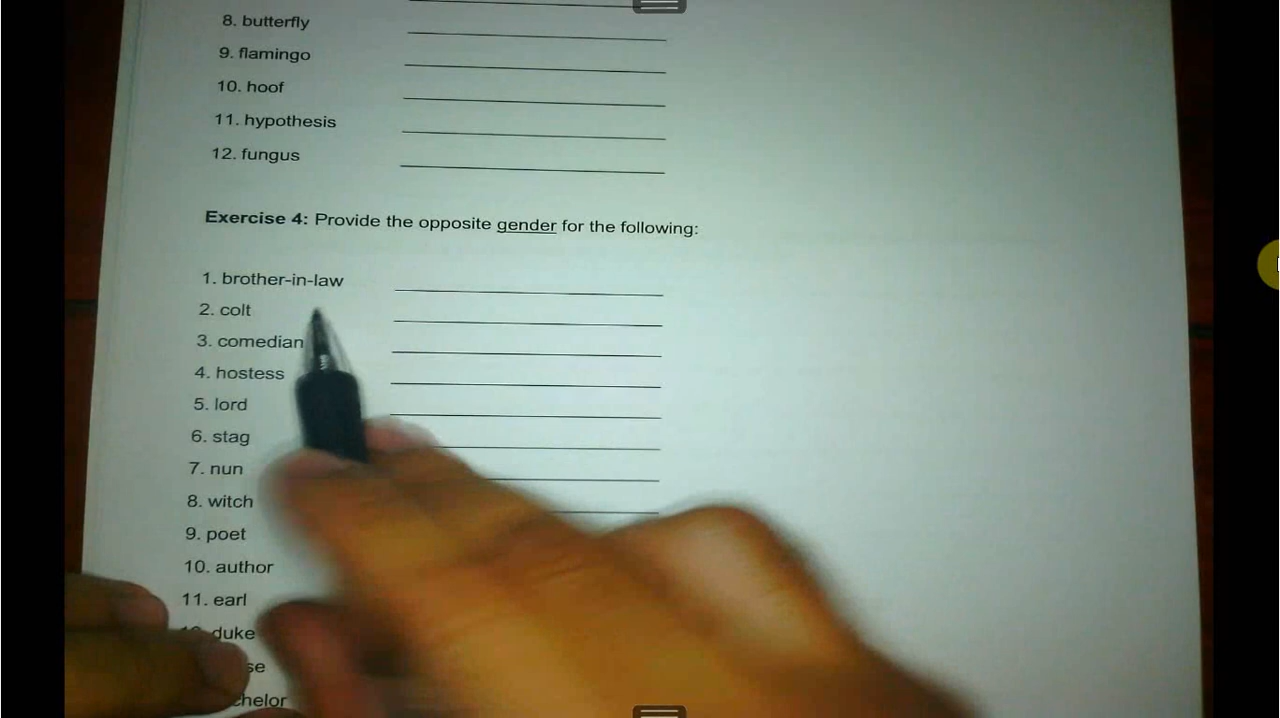 8. butterfly
9. flamingo
10. hoof
11. hypothesis
12. fungus
Exercise 4: Provide the opposite gender for the following:
1. brother-in-law
2. colt
3. comedian
4. hostess
5. lord
6. stag
7. nun
8. witch
9. poet
10. author
11. earl
duke